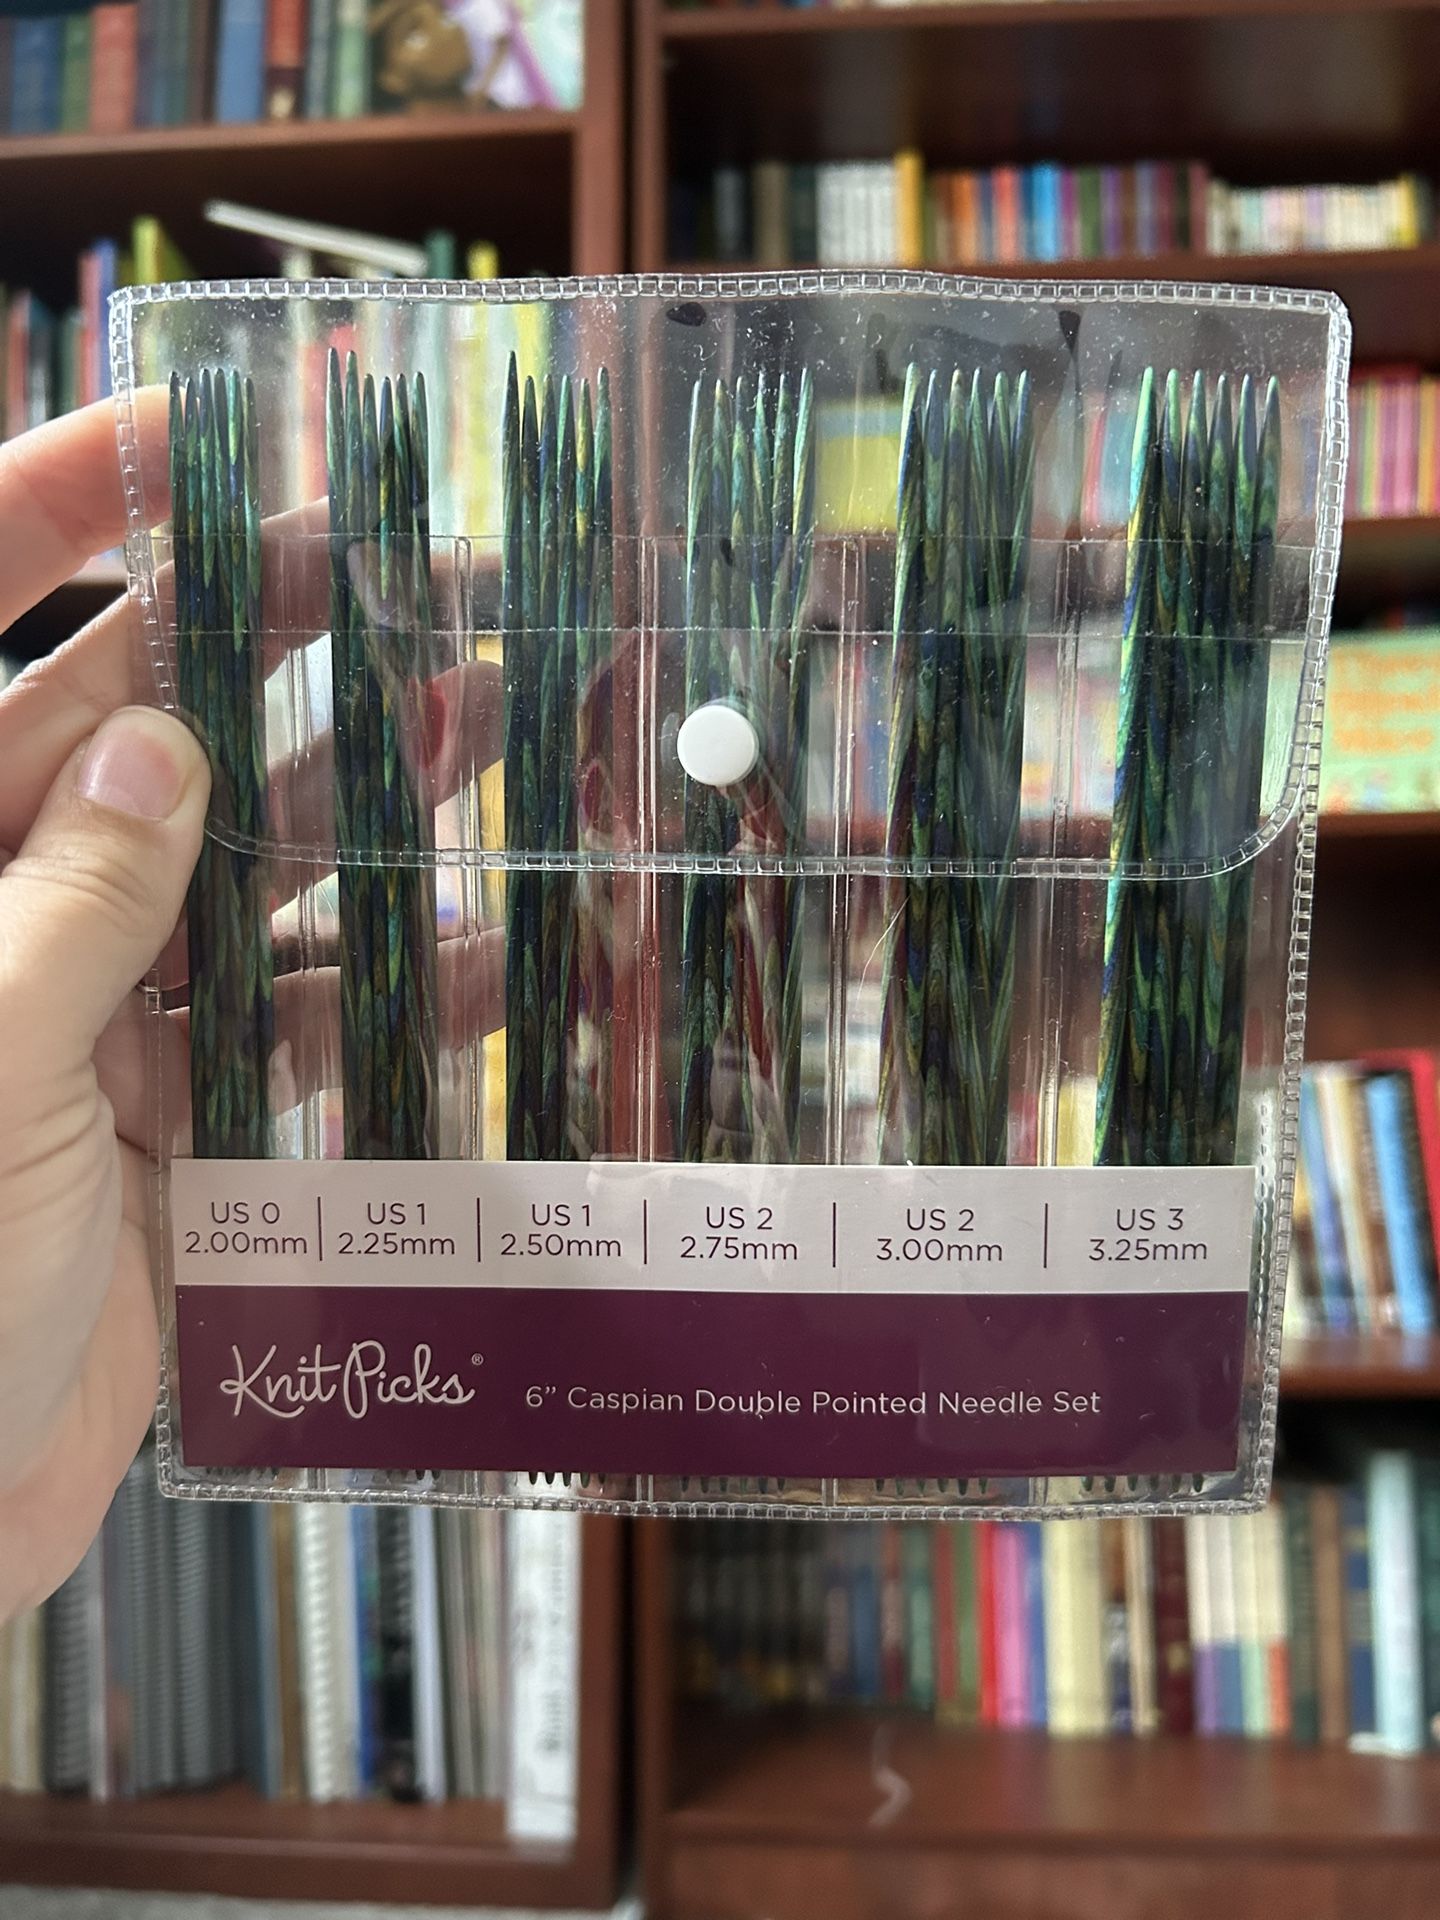 US 0 | US 1 | US 1 | US 2 | US 2 | US 3
2.00mm | 2.25mm | 2.50mm | 2.75mm | 3.00mm | 3.25mm
KnitPicks® 6” Caspian Double Pointed Needle Set